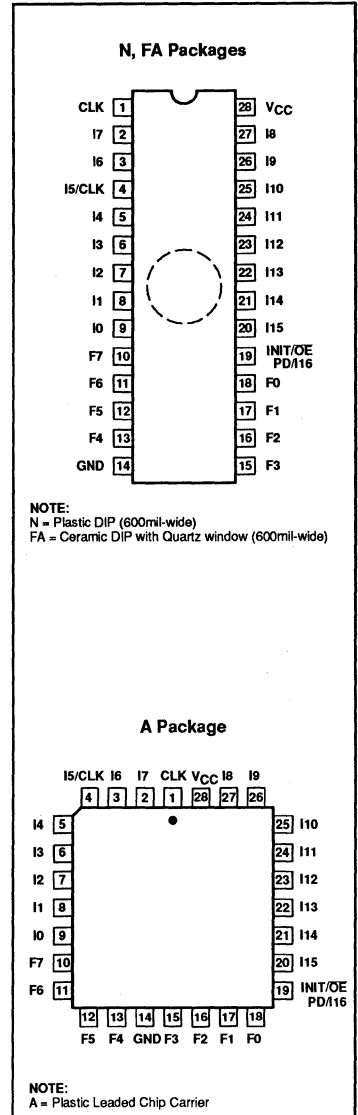 N, FA Packages
CLK 1 28 VCC
I7 2 27 I8
I6 3 26 I9
I5/CLK 4 25 I10
I4 5 24 I11
I3 6 23 I12
I2 7 22 I13
I1 8 21 I14
I0 9 20 I15
F7 10 19 INIT/OE
PD/I16
F6 11 18 F0
F5 12 17 F1
F4 13 16 F2
GND 14 15 F3
NOTE:
N = Plastic DIP (600mil-wide)
FA = Ceramic DIP with Quartz window (600mil-wide)
A Package
I5/CLK I6 I7 CLK VCC I8 I9
4 3 2 1 28 27 26
I4 5 25 I10
I3 6 24 I11
I2 7 23 I12
I1 8 22 I13
I0 9 21 I14
F7 10 20 I15
F6 11 19 INIT/OE
PD/I16
12 13 14 15 16 17 18
F5 F4 GND F3 F2 F1 F0
NOTE:
A = Plastic Leaded Chip Carrier